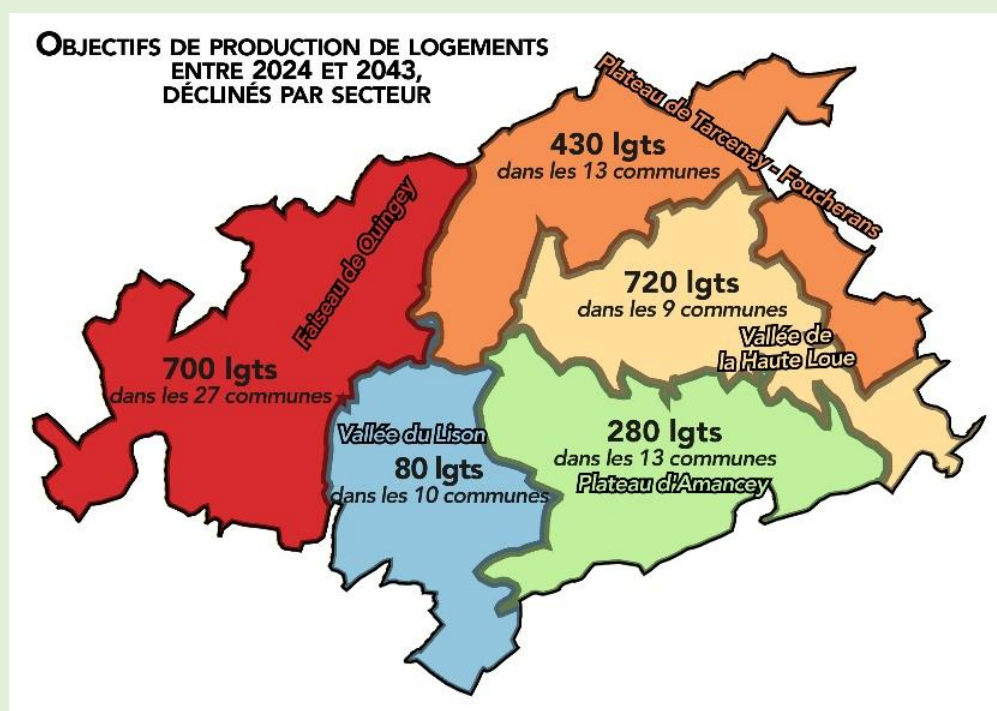 OBJECTIFS DE PRODUCTION DE LOGEMENTS
ENTRE 2024 ET 2043,
DÉCLINÉS PAR SECTEUR
Plateau de Tarcenay - Foucherans
430 lgts
dans les 13 communes
Faiseau de Quingey
720 lgts
dans les 9 communes
Vallée de
la Haute Loue
700 lgts
dans les 27 communes
Vallée du Lison
80 lgts
dans les 10 communes
280 lgts
dans les 13 communes
Plateau d'Amancey